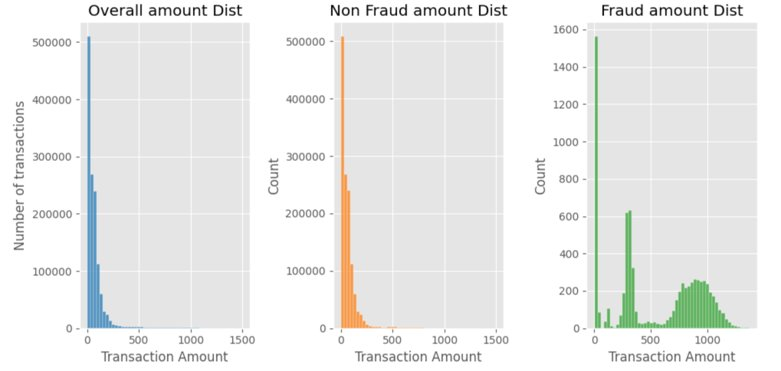 Overall amount Dist
Number of transactions
500000
400000
300000
200000
100000
0
0 500 1000 1500
Transaction Amount
Non Fraud amount Dist
Count
500000
400000
300000
200000
100000
0
0 500 1000 1500
Transaction Amount
Fraud amount Dist
Count
1600
1400
1200
1000
800
600
400
200
0
0 500 1000
Transaction Amount